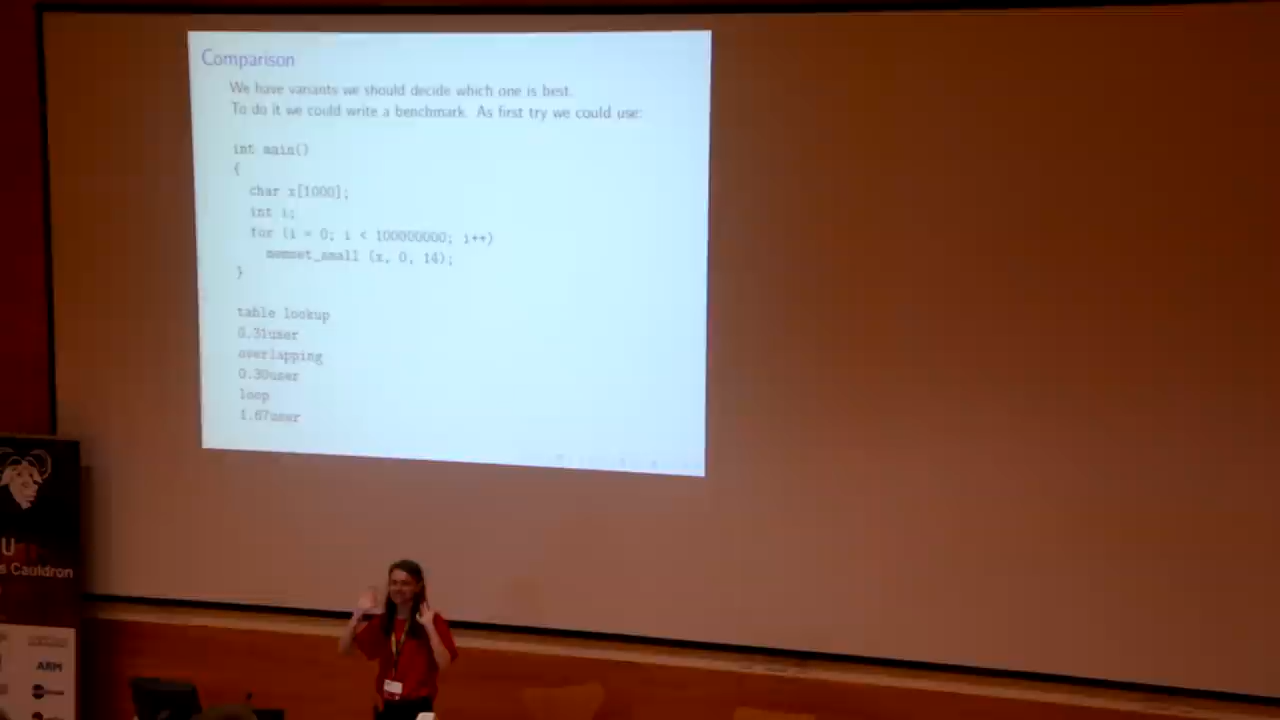 Comparison
We have variants we should decide which one is best.
To do it we could write a benchmark. As first try we could use:
int main()
{
char x[1000];
int i;
for (i = 0; i < 100000000; i++)
memset_small (x, 0, 14);
}
table lookup
0.31user
overlapping
0.30user
loop
1.67user
U
s Cauldron
ARM